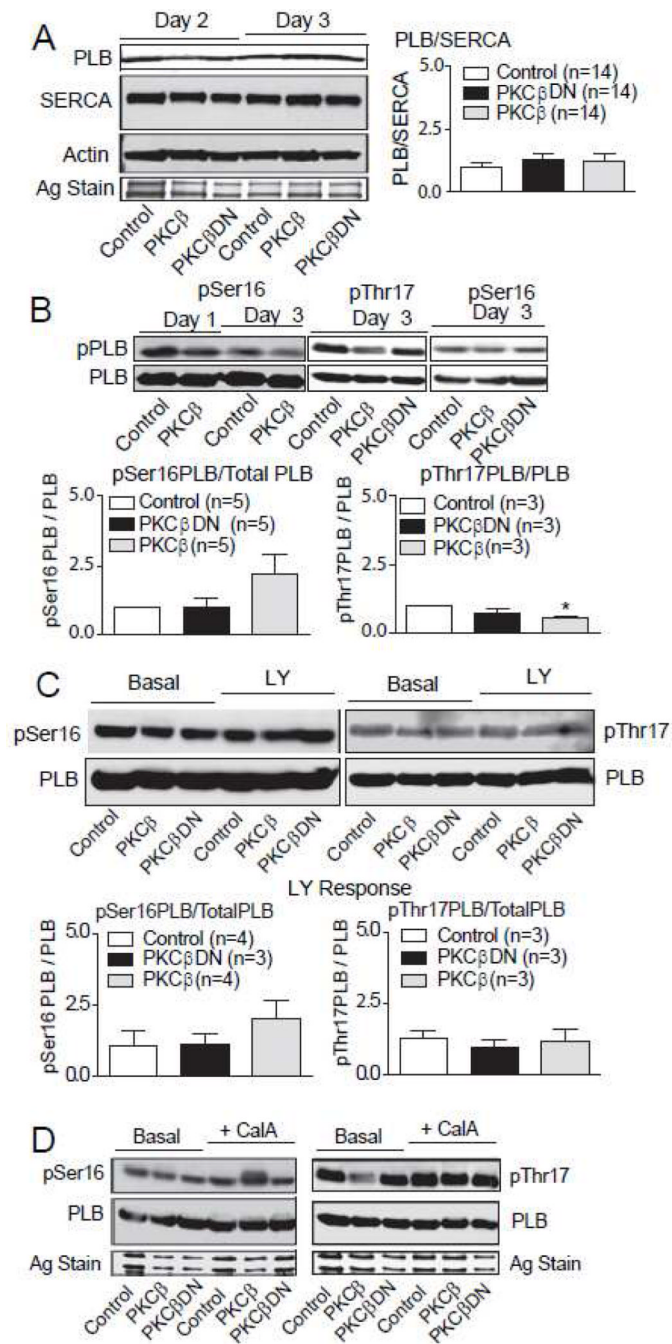 A
Day 2 Day 3
PLB
SERCA
Actin
Ag Stain
Control PKCβ PKCβDN Control PKCβ PKCβDN
PLB/SERCA
PLB/SERCA
5.0
2.5
0.0
Control (n=14)
PKCβDN (n=14)
PKCβ (n=14)
B
pSer16 pThr17 pSer16
Day 1 Day 3 Day 3 Day 3
pPLB
PLB
Control PKCβ Control PKCβ Control PKCβ PKCβDN Control PKCβ PKCβDN
pSer16PLB/Total PLB
pSer16 PLB / PLB
5.0
2.5
0.0
Control (n=5)
PKCβDN (n=5)
PKCβ(n=5)
pThr17PLB/PLB
pThr17PLB / PLB
5.0
2.5
0.0
Control (n=3)
PKCβDN (n=3)
PKCβ(n=3)
*
C
Basal LY Basal LY
pSer16 pThr17
PLB PLB
Control PKCβ PKCβDN Control PKCβ PKCβDN Control PKCβ PKCβDN Control PKCβ PKCβDN
LY Response
pSer16PLB/TotalPLB
pSer16 PLB / PLB
5.0
2.5
0.0
Control (n=4)
PKCβDN (n=3)
PKCβ(n=4)
pThr17PLB/TotalPLB
pThr17PLB / PLB
5.0
2.5
0.0
Control (n=3)
PKCβDN (n=3)
PKCβ (n=3)
D
Basal + CalA Basal + CalA
pSer16 pThr17
PLB PLB
Ag Stain Ag Stain
Control PKCβ PKCβDN Control PKCβ PKCβDN Control PKCβ PKCβDN Control PKCβ PKCβDN